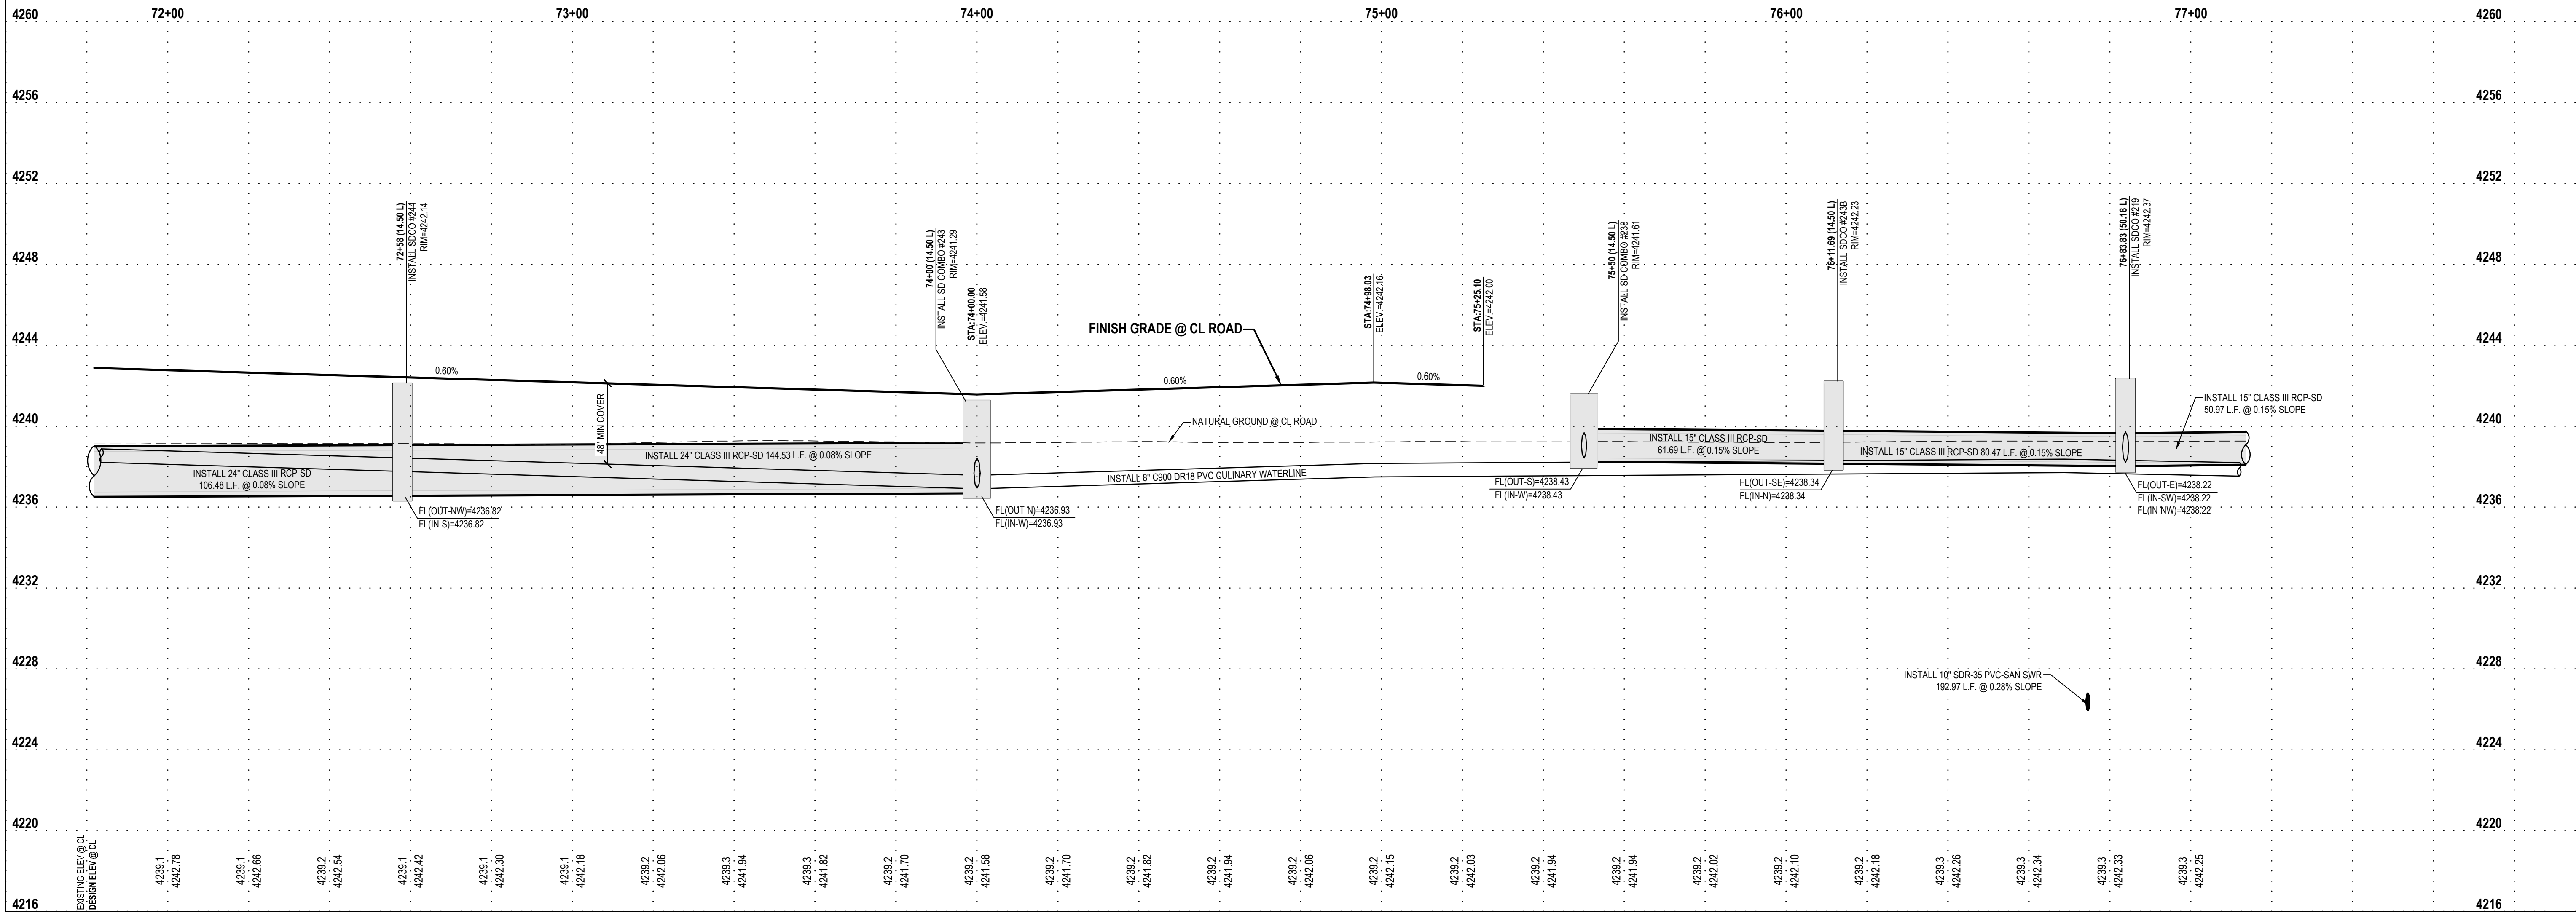 72+00 73+00 74+00 75+00 76+00 77+00
4260 4260
4256 4256
4252 4252
4248 4248
4244 4244
4240 4240
4236 4236
4232 4232
4228 4228
4224 4224
4220 4220
4216 4216
72+58 (14.50 L)
INSTALL SDCO #244
RIM=4242.14
74+00 (14.50 L)
INSTALL SD COMBO #243
RIM=4241.29
STA:74+00.00
ELEV.=4241.58
STA:74+98.03
ELEV.=4242.16
STA:75+25.10
ELEV.=4242.00
75+50 (14.50 L)
INSTALL SD COMBO #238
RIM=4241.61
76+11.69 (14.50 L)
INSTALL SDCO #243B
RIM=4242.23
76+83.83 (50.18 L)
INSTALL SDCO #219
RIM=4242.37
FINISH GRADE @ CL ROAD
0.60%
0.60%
0.60%
48" MIN COVER
NATURAL GROUND @ CL ROAD
INSTALL 24" CLASS III RCP-SD
106.48 L.F. @ 0.08% SLOPE
INSTALL 24" CLASS III RCP-SD 144.53 L.F. @ 0.08% SLOPE
INSTALL 8" C900 DR18 PVC CULINARY WATERLINE
INSTALL 15" CLASS III RCP-SD
61.69 L.F. @ 0.15% SLOPE
INSTALL 15" CLASS III RCP-SD 80.47 L.F. @ 0.15% SLOPE
INSTALL 15" CLASS III RCP-SD
50.97 L.F. @ 0.15% SLOPE
FL(OUT-NW)=4236.82
FL(IN-S)=4236.82
FL(OUT-N)=4236.93
FL(IN-W)=4236.93
FL(OUT-S)=4238.43
FL(IN-W)=4238.43
FL(OUT-SE)=4238.34
FL(IN-N)=4238.34
FL(OUT-E)=4238.22
FL(IN-SW)=4238.22
FL(IN-NW)=4238.22
INSTALL 10" SDR-35 PVC-SAN SWR
192.97 L.F. @ 0.28% SLOPE
EXISTING ELEV @ CL
DESIGN ELEV @ CL
4239.1
4242.78
4239.1
4242.66
4239.2
4242.54
4239.1
4242.42
4239.1
4242.30
4239.1
4242.18
4239.2
4242.06
4239.3
4241.94
4239.3
4241.82
4239.2
4241.70
4239.2
4241.58
4239.2
4241.70
4239.2
4241.82
4239.2
4241.94
4239.2
4242.06
4239.2
4242.15
4239.2
4242.03
4239.2
4241.94
4239.2
4241.94
4239.2
4242.02
4239.2
4242.10
4239.2
4242.18
4239.3
4242.26
4239.3
4242.34
4239.3
4242.33
4239.3
4242.25